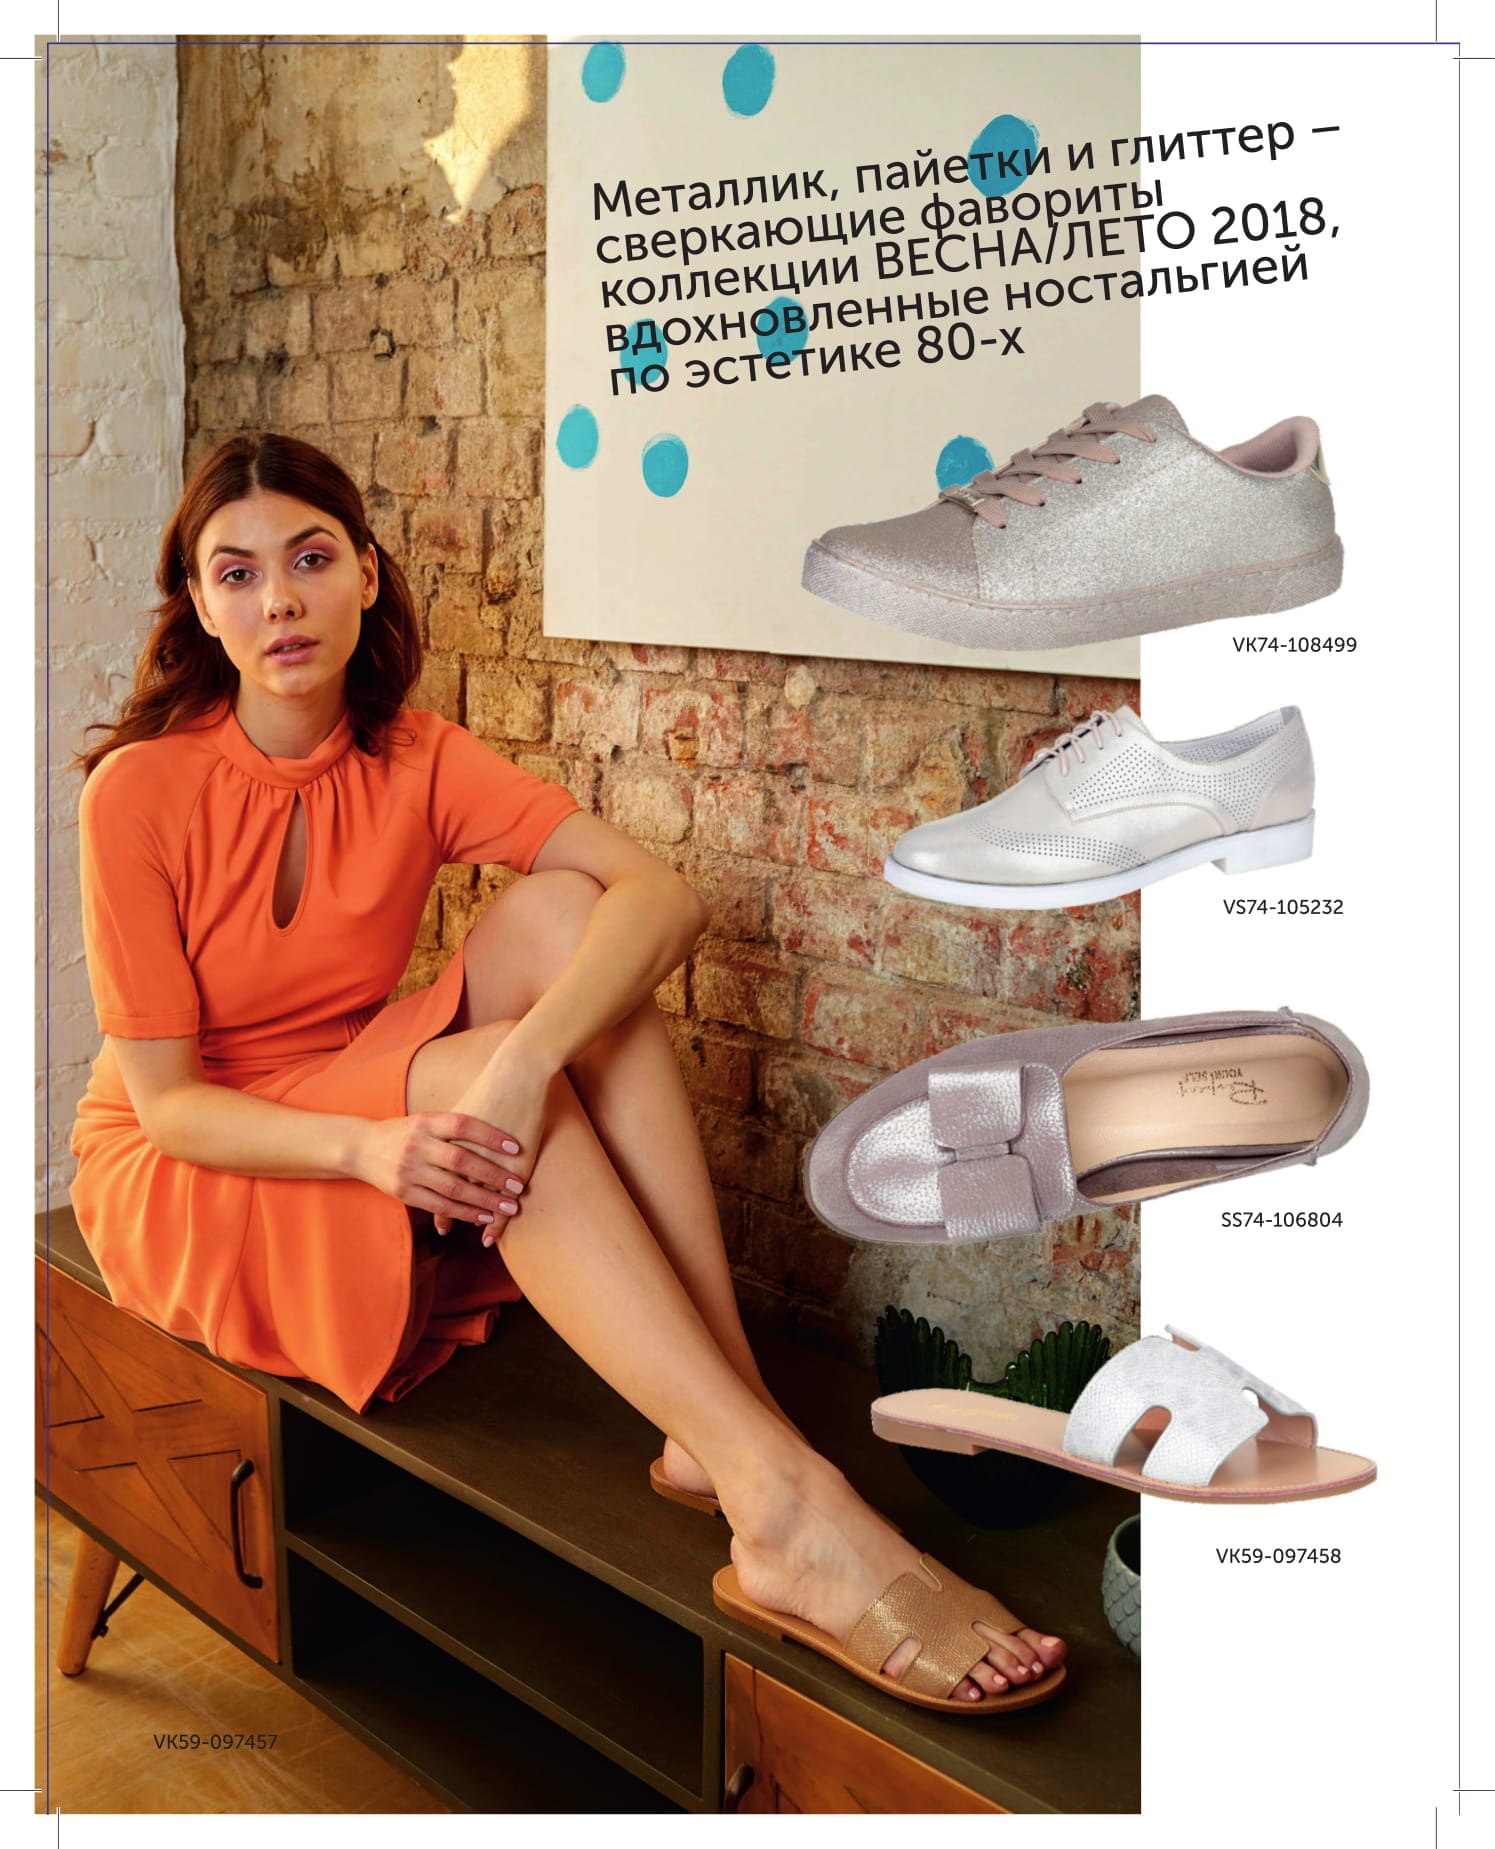 Металлик, пайетки и глиттер –
сверкающие фавориты
коллекции ВЕСНА/ЛЕТО 2018,
вдохновленные ностальгией
по эстетике 80-х
VK74-108499
VS74-105232
YOURSELF
SS74-106804
VK59-097458
VK59-097457